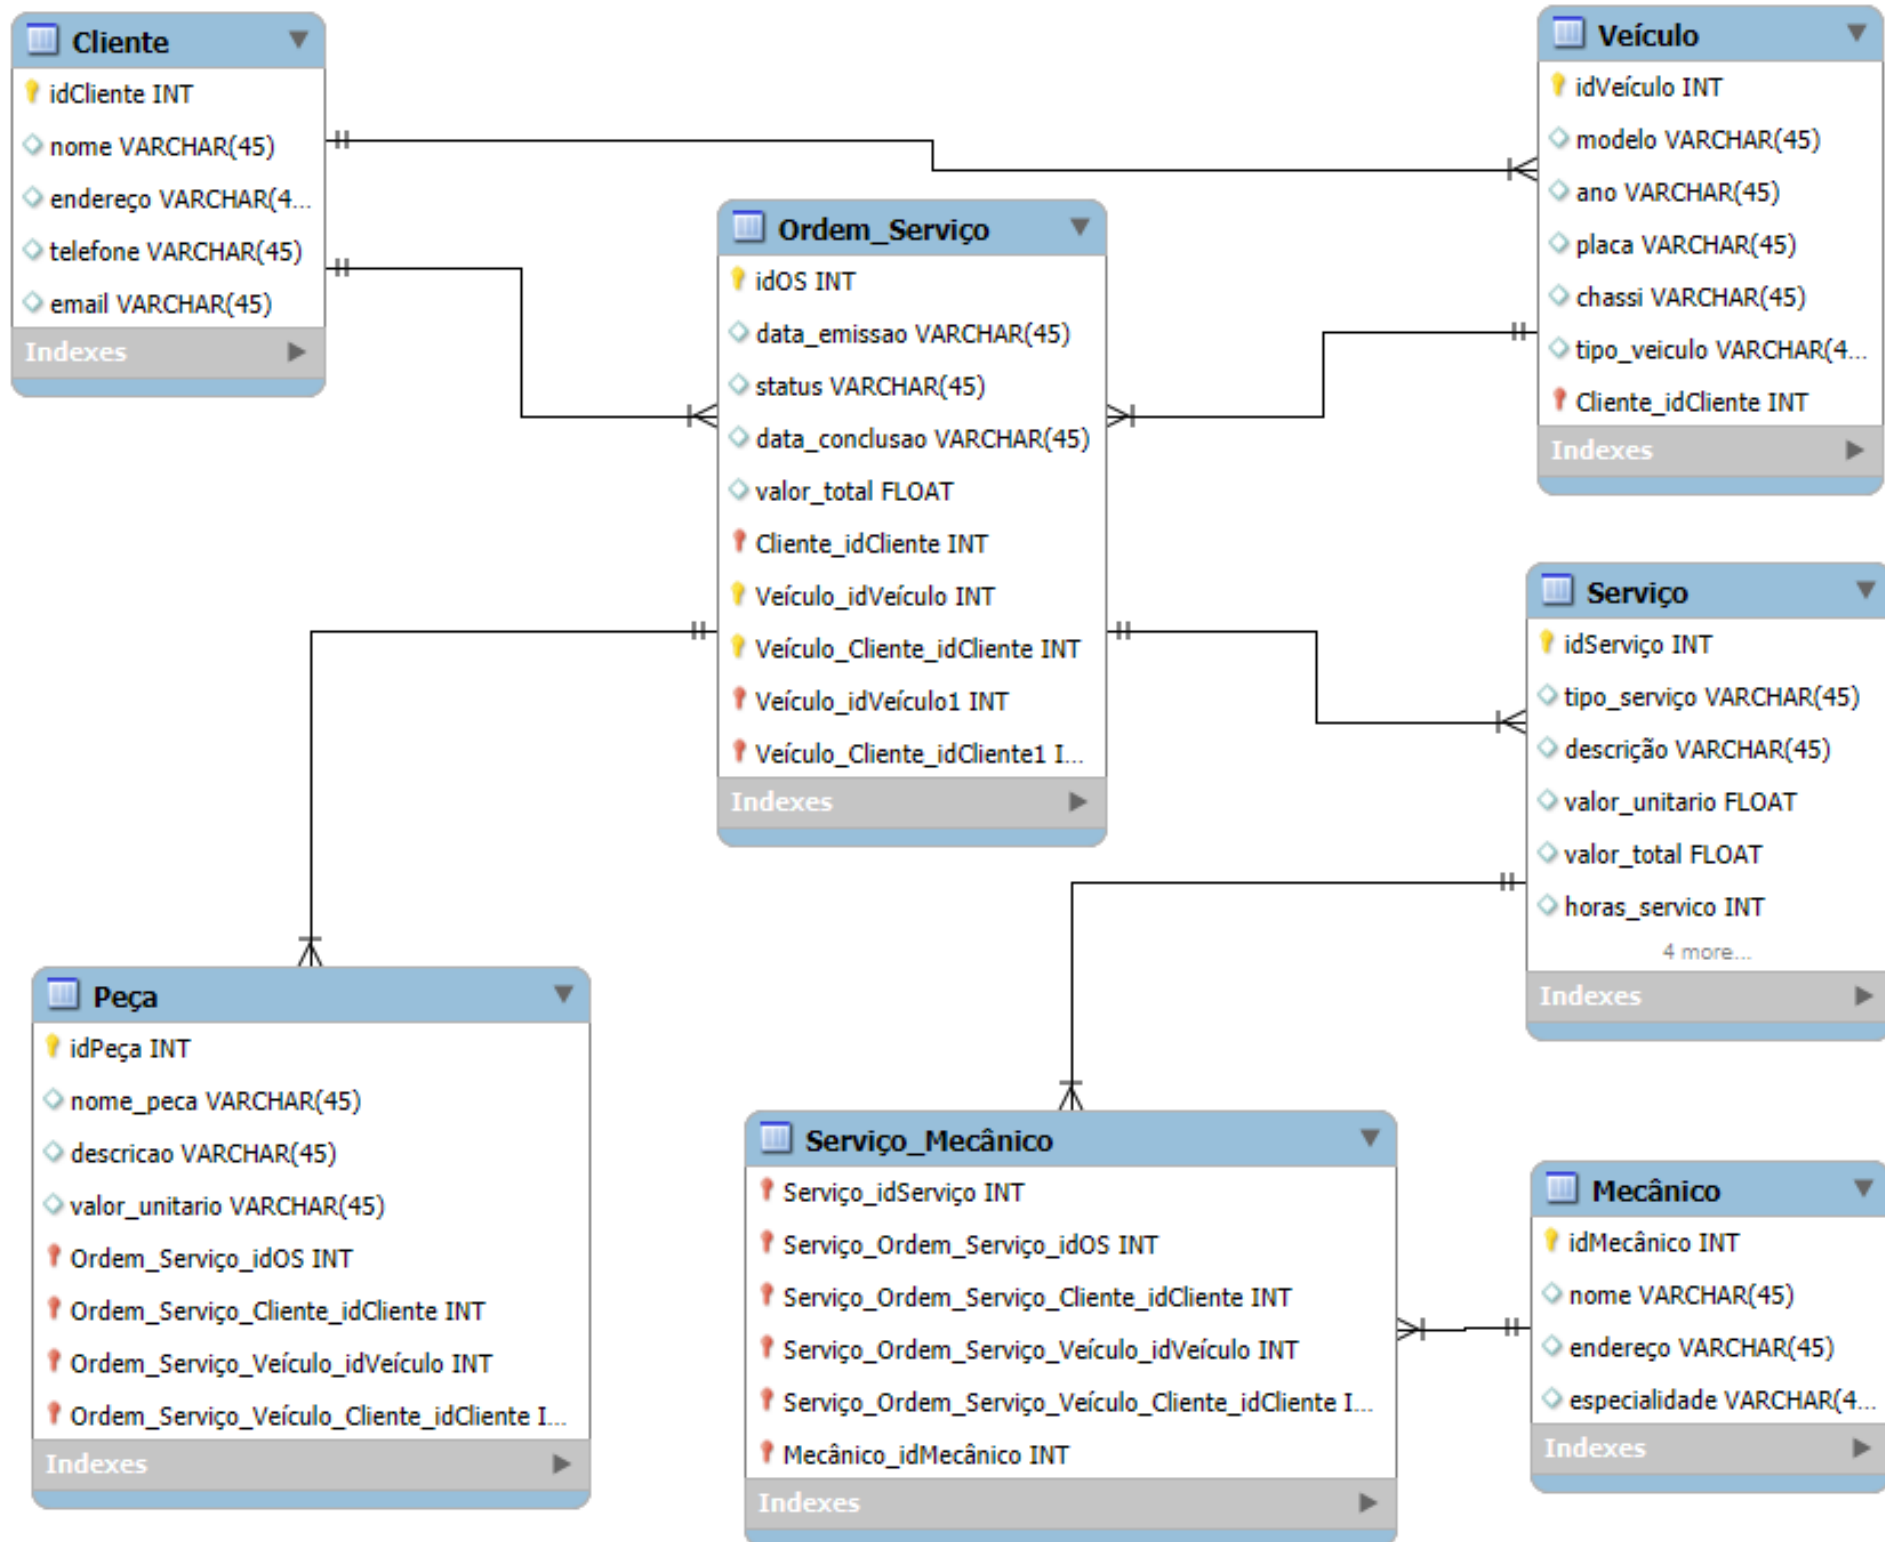 Cliente
idCliente INT
nome VARCHAR(45)
endereço VARCHAR(4...
telefone VARCHAR(45)
email VARCHAR(45)
Indexes
Veículo
idVeículo INT
modelo VARCHAR(45)
ano VARCHAR(45)
placa VARCHAR(45)
chassi VARCHAR(45)
tipo_veiculo VARCHAR(4...
Cliente_idCliente INT
Indexes
Ordem_Serviço
idOS INT
data_emissao VARCHAR(45)
status VARCHAR(45)
data_conclusao VARCHAR(45)
valor_total FLOAT
Cliente_idCliente INT
Veículo_idVeículo INT
Veículo_Cliente_idCliente INT
Veículo_idVeículo1 INT
Veículo_Cliente_idCliente1 I...
Indexes
Serviço
idServiço INT
tipo_serviço VARCHAR(45)
descrição VARCHAR(45)
valor_unitario FLOAT
valor_total FLOAT
horas_servico INT
4 more...
Indexes
Peça
idPeça INT
nome_peca VARCHAR(45)
descricao VARCHAR(45)
valor_unitario VARCHAR(45)
Ordem_Serviço_idOS INT
Ordem_Serviço_Cliente_idCliente INT
Ordem_Serviço_Veículo_idVeículo INT
Ordem_Serviço_Veículo_Cliente_idCliente I...
Indexes
Serviço_Mecânico
Serviço_idServiço INT
Serviço_Ordem_Serviço_idOS INT
Serviço_Ordem_Serviço_Cliente_idCliente INT
Serviço_Ordem_Serviço_Veículo_idVeículo INT
Serviço_Ordem_Serviço_Veículo_Cliente_idCliente I...
Mecânico_idMecânico INT
Indexes
Mecânico
idMecânico INT
nome VARCHAR(45)
endereço VARCHAR(45)
especialidade VARCHAR(4...
Indexes